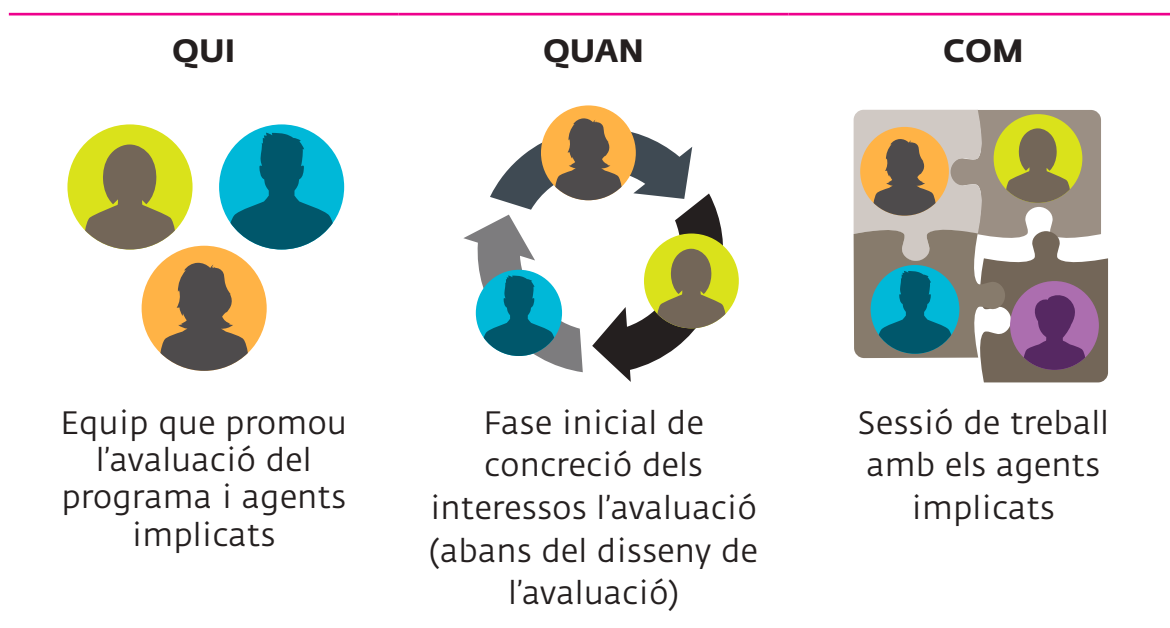 QUI
Equip que promou
l'avaluació del
programa i agents
implicats
QUAN
Fase inicial de
concreció dels
interessos l'avaluació
(abans del disseny de
l'avaluació)
COM
Sessió de treball
amb els agents
implicats